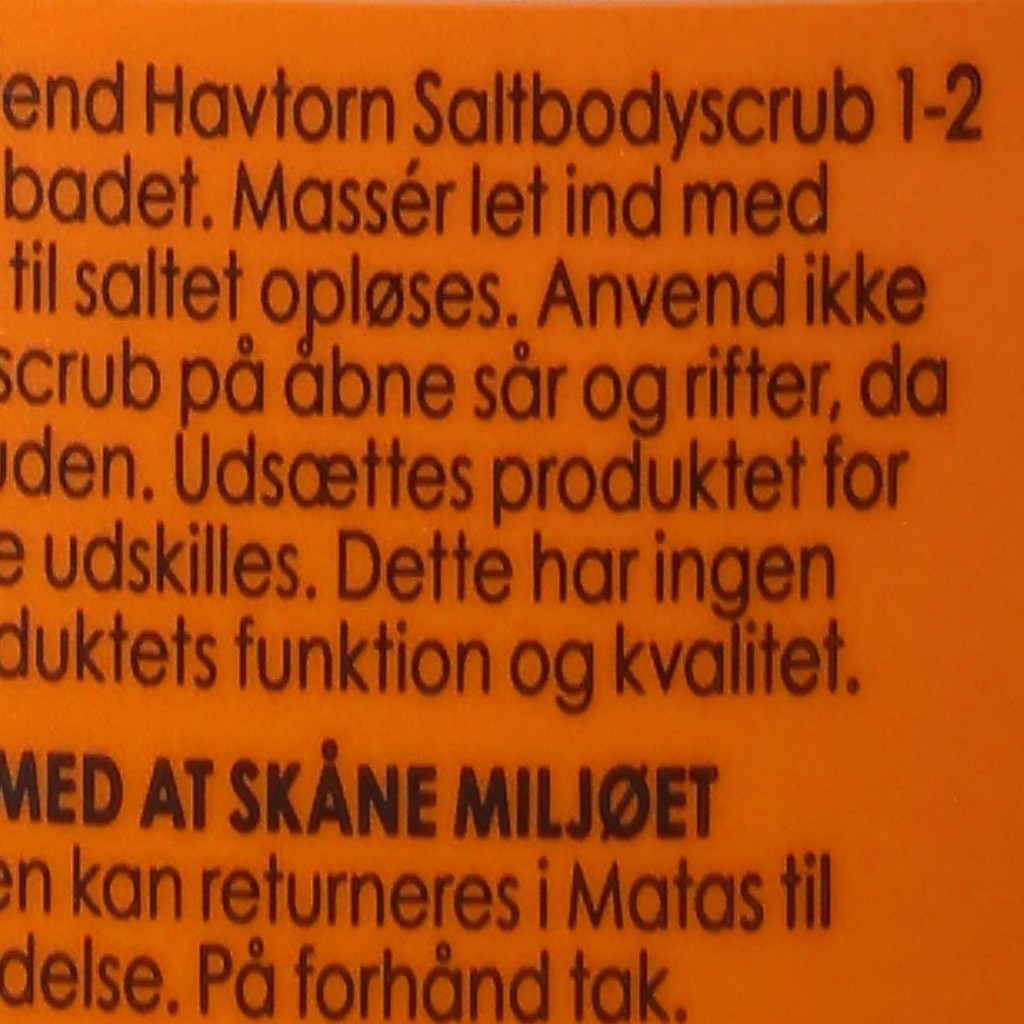 end Havtorn Saltbodyscrub 1-2
badet. Massér let ind med
til saltet opløses. Anvend ikke
scrub på åbne sår og rifter, da
uden. Udsættes produktet for
e udskilles. Dette har ingen
duktets funktion og kvalitet.
MED AT SKÅNE MILJØET
en kan returneres i Matas til
delse. På forhånd tak.